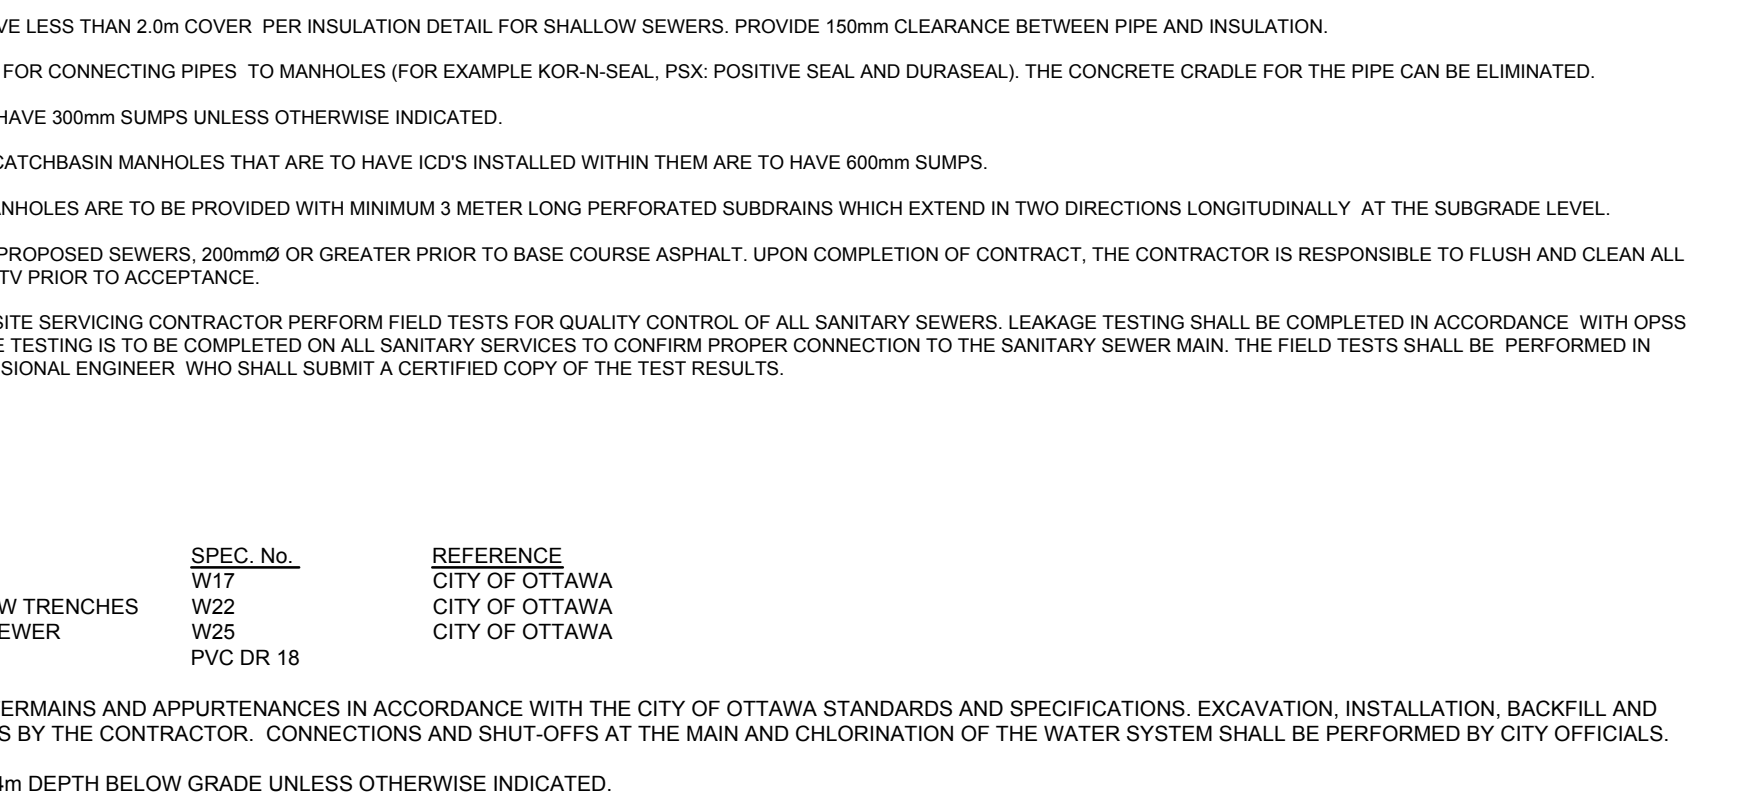 VE LESS THAN 2.0m COVER PER INSULATION DETAIL FOR SHALLOW SEWERS. PROVIDE 150mm CLEARANCE BETWEEN PIPE AND INSULATION.
FOR CONNECTING PIPES TO MANHOLES (FOR EXAMPLE KOR-N-SEAL, PSX: POSITIVE SEAL AND DURASEAL). THE CONCRETE CRADLE FOR THE PIPE CAN BE ELIMINATED.
HAVE 300mm SUMPS UNLESS OTHERWISE INDICATED.
CATCHBASIN MANHOLES THAT ARE TO HAVE ICD'S INSTALLED WITHIN THEM ARE TO HAVE 600mm SUMPS.
ANHOLES ARE TO BE PROVIDED WITH MINIMUM 3 METER LONG PERFORATED SUBDRAINS WHICH EXTEND IN TWO DIRECTIONS LONGITUDINALLY AT THE SUBGRADE LEVEL.
PROPOSED SEWERS, 200mmØ OR GREATER PRIOR TO BASE COURSE ASPHALT. UPON COMPLETION OF CONTRACT, THE CONTRACTOR IS RESPONSIBLE TO FLUSH AND CLEAN ALL
TV PRIOR TO ACCEPTANCE.
SITE SERVICING CONTRACTOR PERFORM FIELD TESTS FOR QUALITY CONTROL OF ALL SANITARY SEWERS. LEAKAGE TESTING SHALL BE COMPLETED IN ACCORDANCE WITH OPSS
E TESTING IS TO BE COMPLETED ON ALL SANITARY SERVICES TO CONFIRM PROPER CONNECTION TO THE SANITARY SEWER MAIN. THE FIELD TESTS SHALL BE PERFORMED IN
SIONAL ENGINEER WHO SHALL SUBMIT A CERTIFIED COPY OF THE TEST RESULTS.
SPEC. No. REFERENCE
W17 CITY OF OTTAWA
W TRENCHES W22 CITY OF OTTAWA
EWER W25 CITY OF OTTAWA
PVC DR 18
ERMAINS AND APPURTENANCES IN ACCORDANCE WITH THE CITY OF OTTAWA STANDARDS AND SPECIFICATIONS. EXCAVATION, INSTALLATION, BACKFILL AND
S BY THE CONTRACTOR. CONNECTIONS AND SHUT-OFFS AT THE MAIN AND CHLORINATION OF THE WATER SYSTEM SHALL BE PERFORMED BY CITY OFFICIALS.
4m DEPTH BELOW GRADE UNLESS OTHERWISE INDICATED.